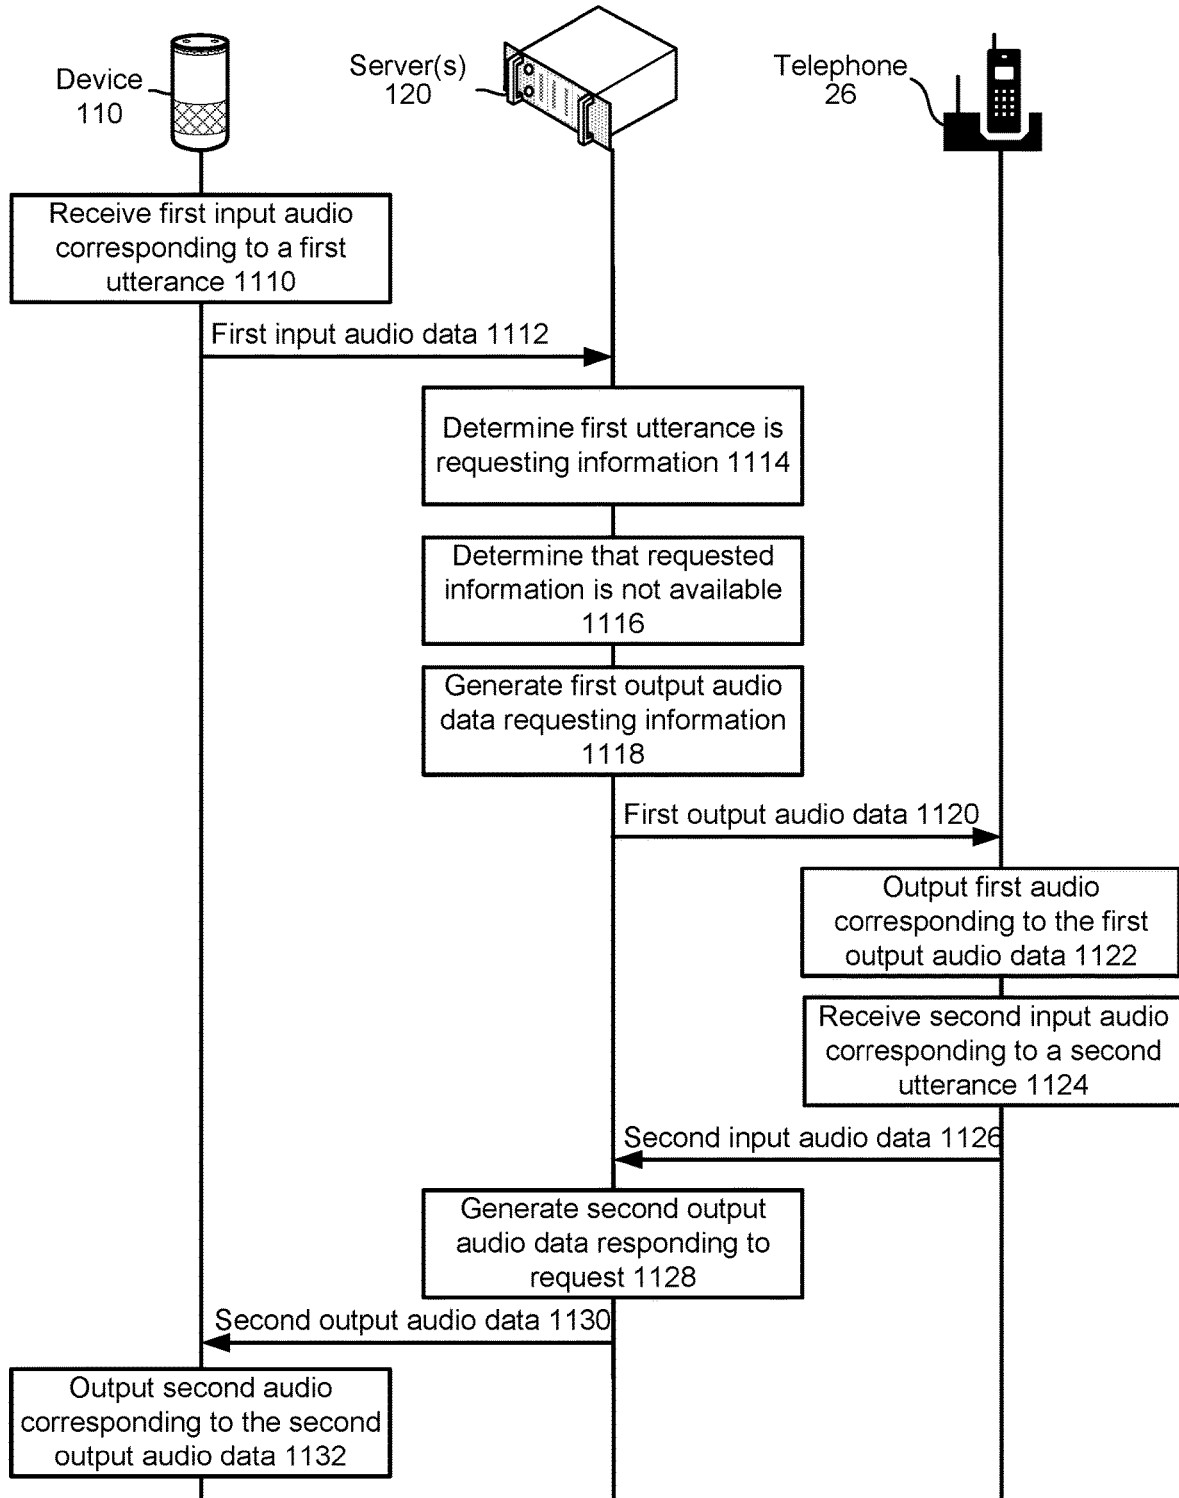 Device
110
Server(s)
120
Telephone
26
Receive first input audio
corresponding to a first
utterance 1110
First input audio data 1112
Determine first utterance is
requesting information 1114
Determine that requested
information is not available
1116
Generate first output audio
data requesting information
1118
First output audio data 1120
Output first audio
corresponding to the first
output audio data 1122
Receive second input audio
corresponding to a second
utterance 1124
Second input audio data 1126
Generate second output
audio data responding to
request 1128
Second output audio data 1130
Output second audio
corresponding to the second
output audio data 1132